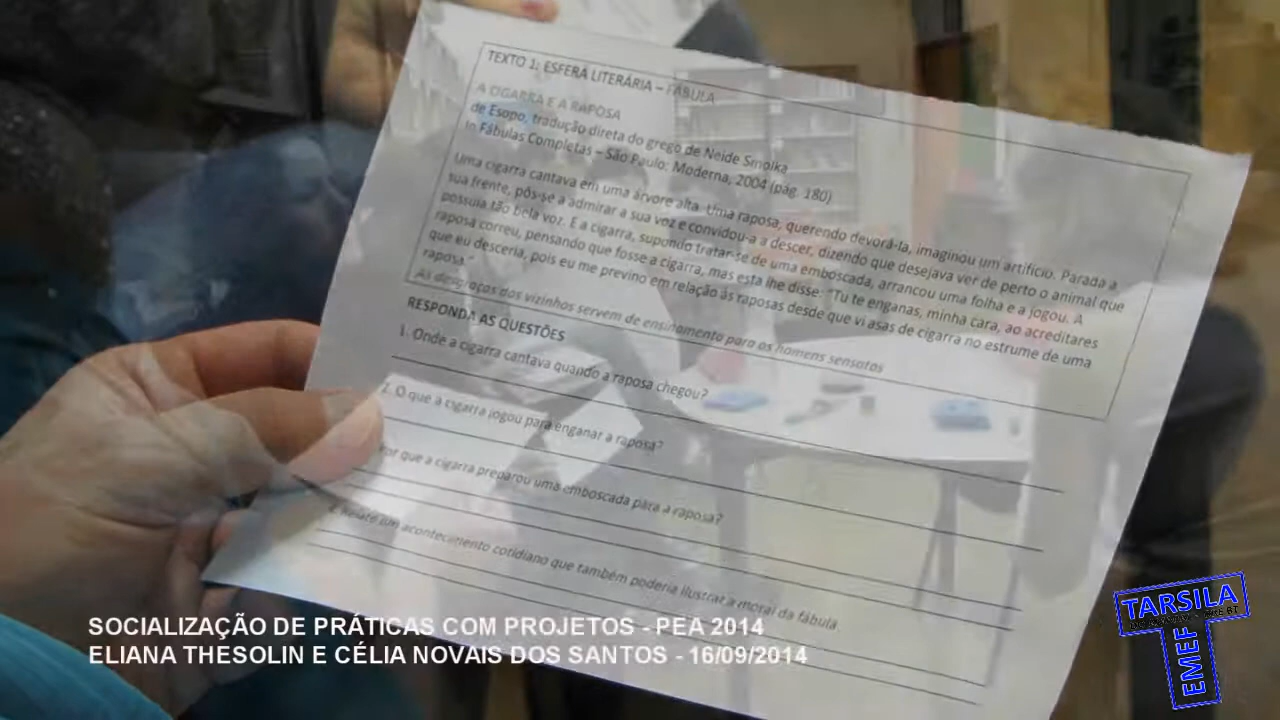 TEXTO 1: ESFERA LITERÁRIA – FÁBULA
A CIGARRA E A RAPOSA
de Esopo, tradução direta do grego de Neide Smolka
In Fábulas Completas – São Paulo: Moderna, 2004 (pág. 180)
Uma cigarra cantava em uma árvore alta. Uma raposa, querendo devorá-la, imaginou um artifício. Parada a
sua frente, pôs-se a admirar a sua voz e convidou-a a descer, dizendo que desejava ver de perto o animal que
possuía tão bela voz. E a cigarra, supondo tratar-se de uma emboscada, arrancou uma folha e a jogou. A
raposa correu, pensando que fosse a cigarra, mas esta lhe disse: "Tu te enganas, minha cara, ao acreditares
que eu desceria, pois eu me previno em relação às raposas desde que vi asas de cigarra no estrume de uma
raposa."
As desgraças dos vizinhos servem de ensinamento para os homens sensatos
RESPONDA AS QUESTÕES
1. Onde a cigarra cantava quando a raposa chegou?
2. O que a cigarra jogou para enganar a raposa?
Por que a cigarra preparou uma emboscada para a raposa?
4. Relate um acontecimento cotidiano que também poderia ilustrar a moral da fábula.
SOCIALIZAÇÃO DE PRÁTICAS COM PROJETOS - PEA 2014
ELIANA THESOLIN E CÉLIA NOVAIS DOS SANTOS - 16/09/2014
TARSILA
EMEF